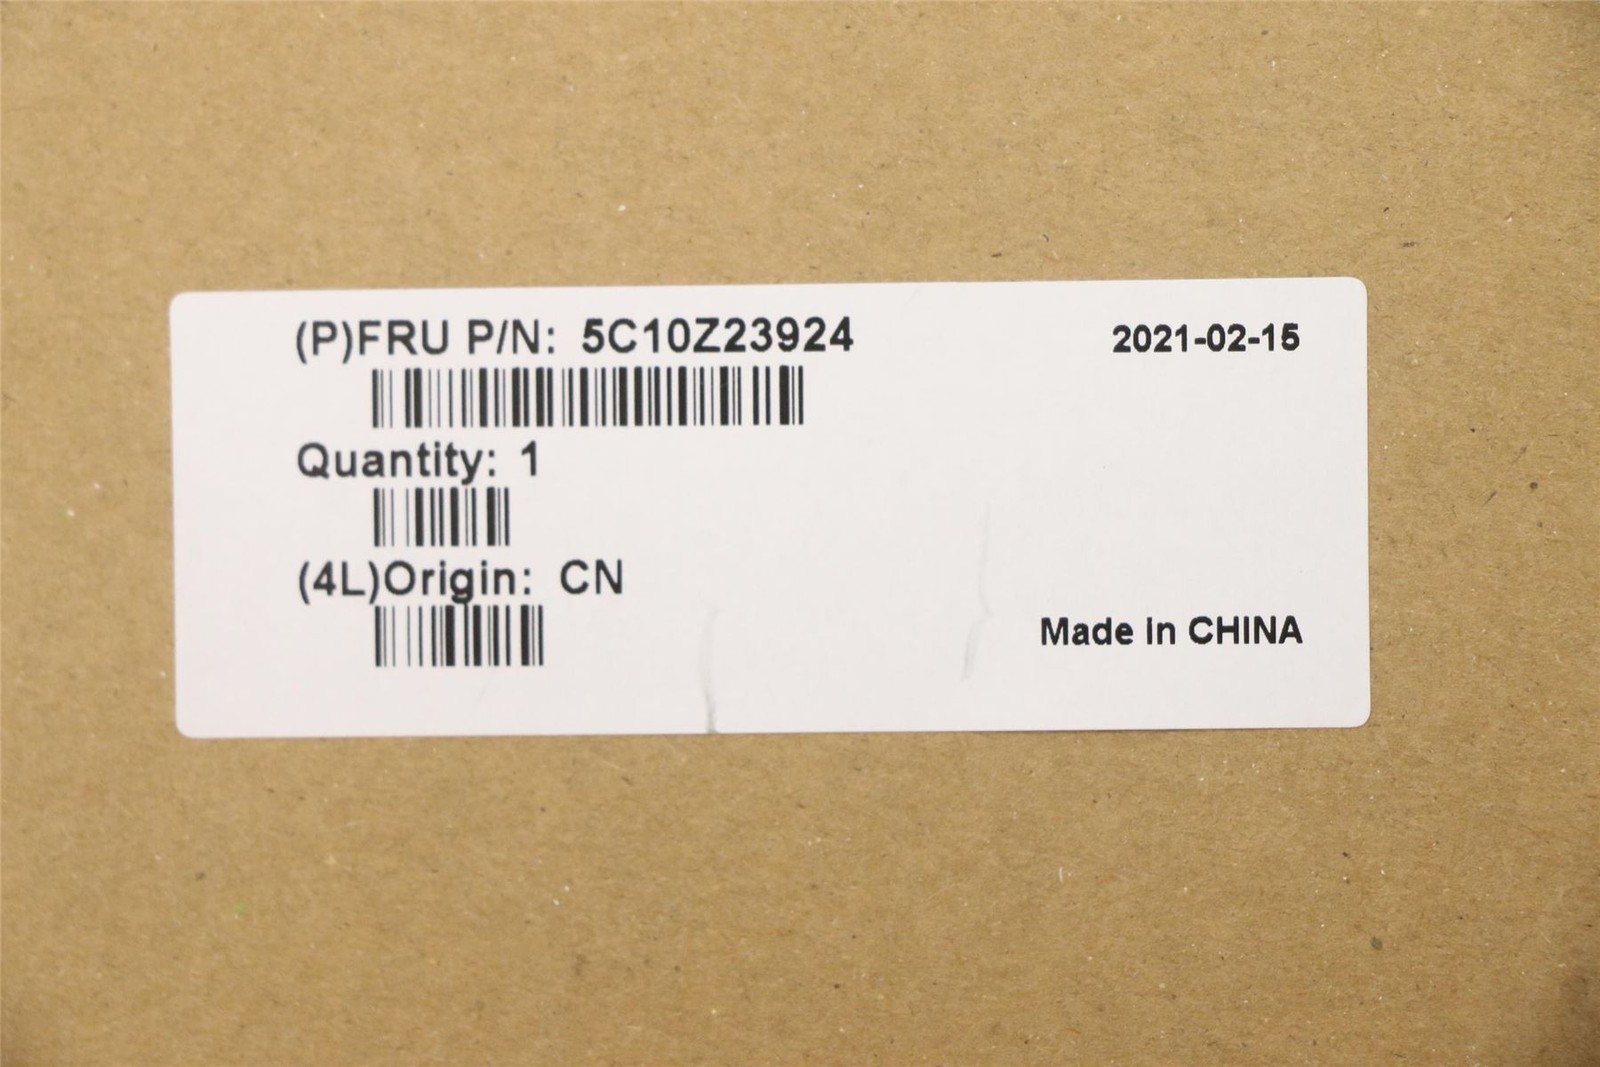 (P)FRU P/N: 5C10Z23924
2021-02-15
Quantity: 1
(4L)Origin: CN
Made in CHINA